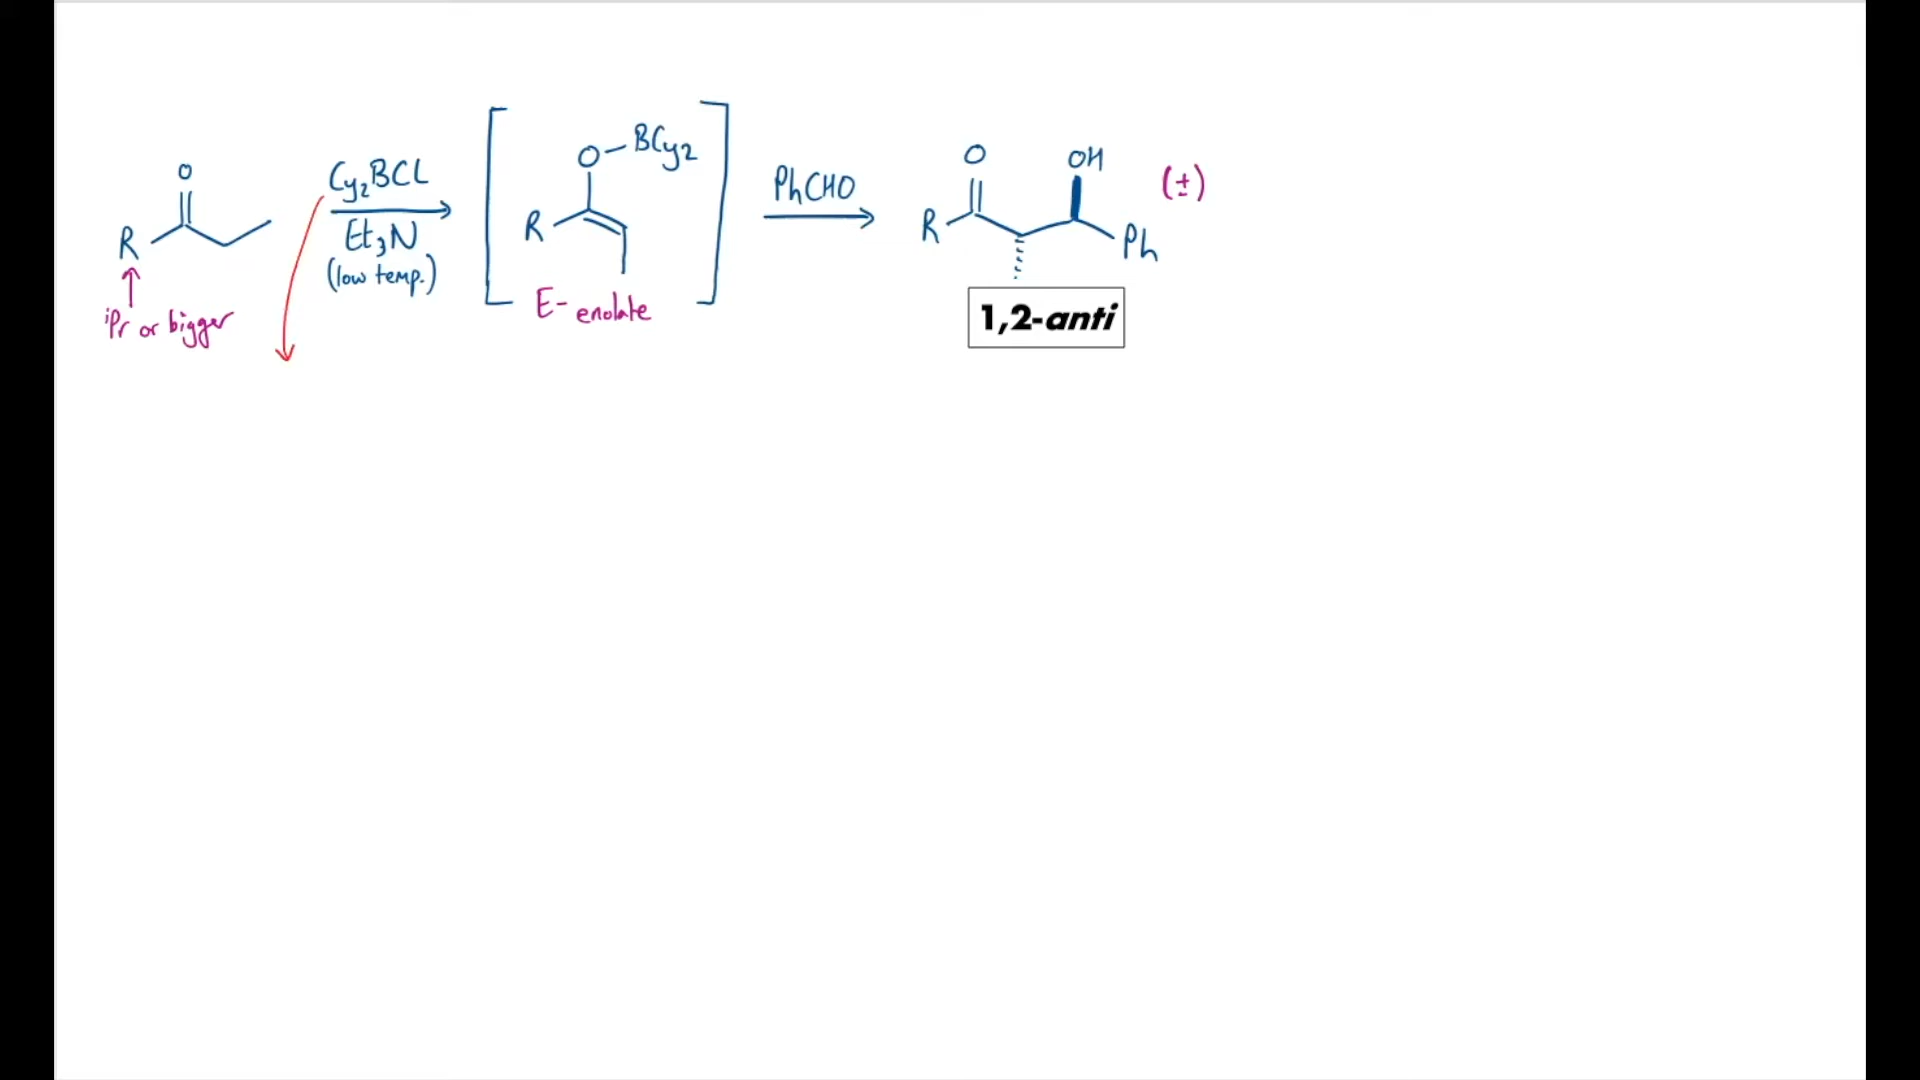 O
R
iPr or bigger
Cy2BCL
Et3N
(low temp.)
O-BCy2
R
E-enolate
PhCHO
O
OH
(±)
R
Ph
1,2-anti